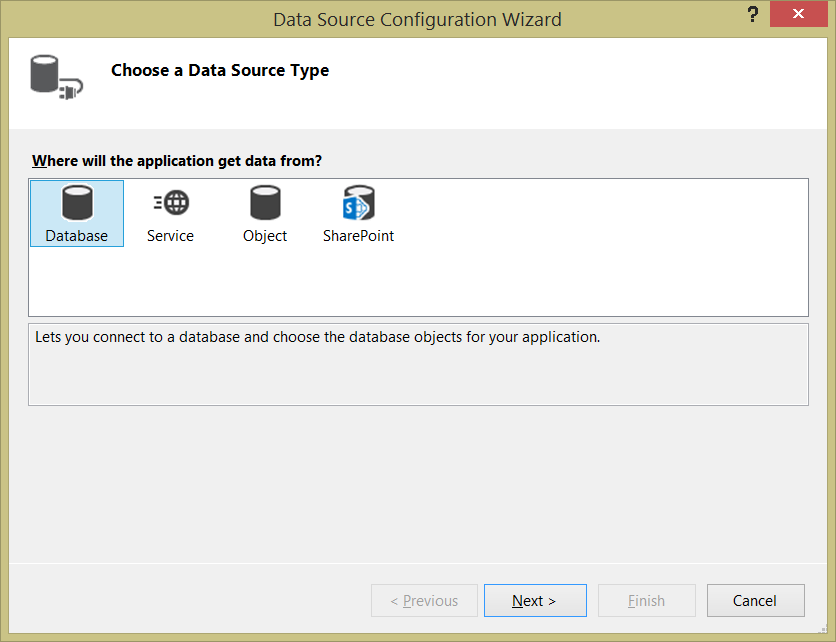 Data Source Configuration Wizard
?
Choose a Data Source Type
Where will the application get data from?
S
Database Service Object SharePoint
Lets you connect to a database and choose the database objects for your application.
< Previous Next > Finish Cancel